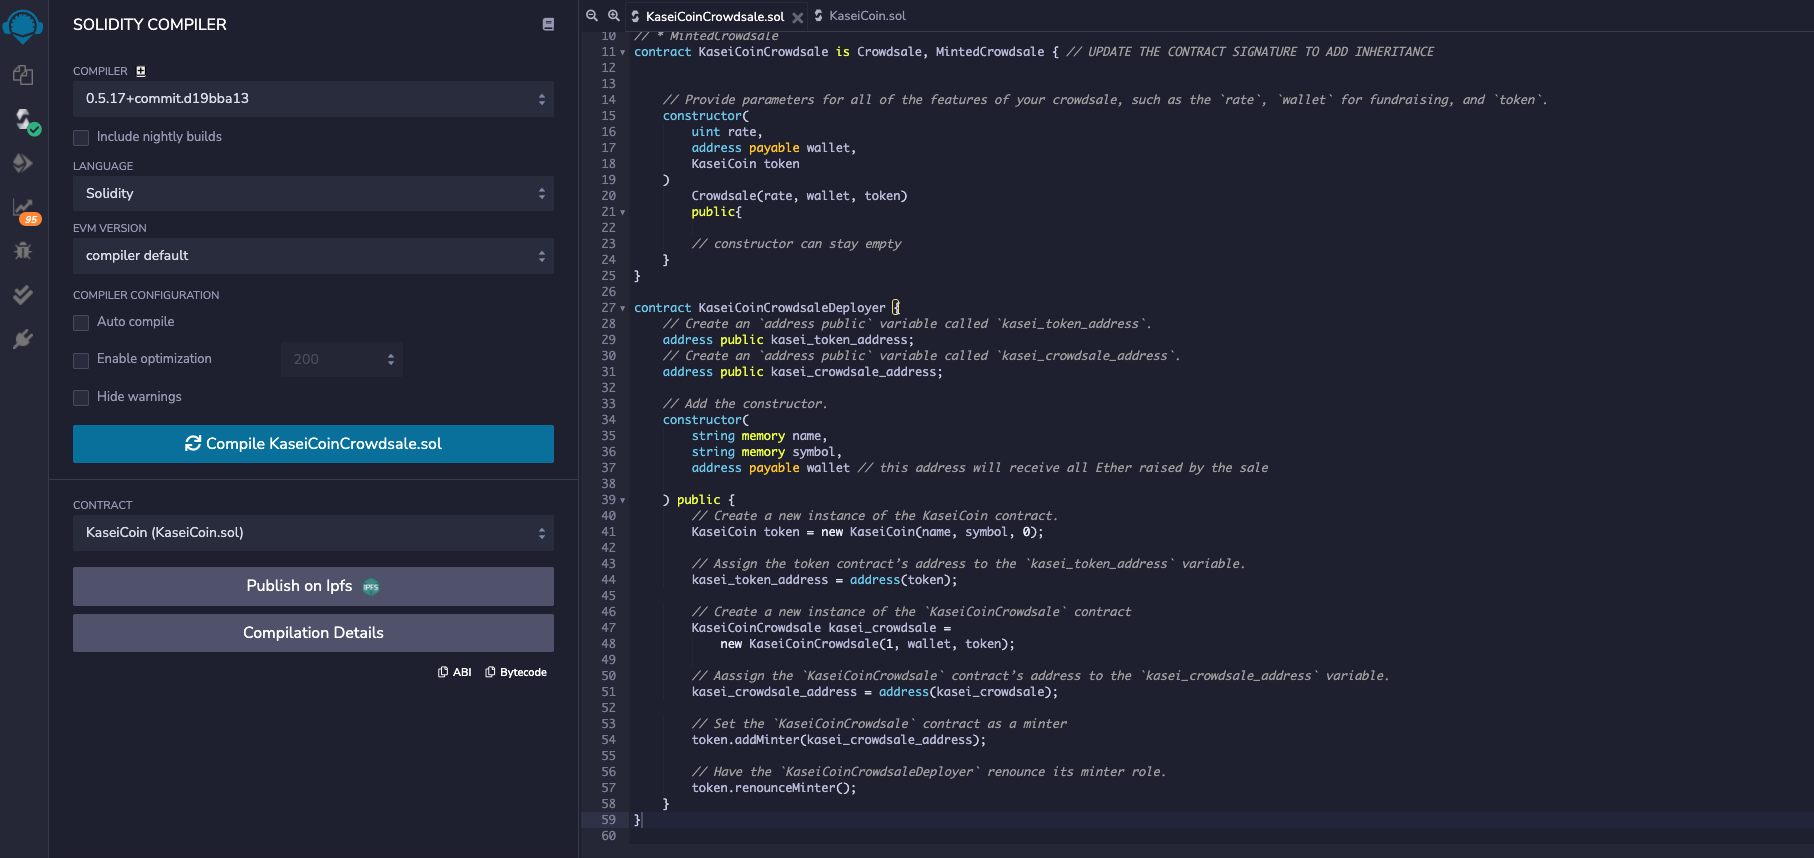 SOLIDITY COMPILER
COMPILER
0.5.17+commit.d19bba13
Include nightly builds
LANGUAGE
Solidity
EVM VERSION
compiler default
COMPILER CONFIGURATION
Auto compile
Enable optimization
200
Hide warnings
Compile KaseiCoinCrowdsale.sol
CONTRACT
KaseiCoin (KaseiCoin.sol)
Publish on Ipfs IPFS
Compilation Details
ABI Bytecode
95
KaseiCoinCrowdsale.sol KaseiCoin.sol
10 // * MintedCrowdsale
11 contract KaseiCoinCrowdsale is Crowdsale, MintedCrowdsale { // UPDATE THE CONTRACT SIGNATURE TO ADD INHERITANCE
12
13
14 // Provide parameters for all of the features of your crowdsale, such as the `rate`, `wallet` for fundraising, and `token`.
15 constructor(
16 uint rate,
17 address payable wallet,
18 KaseiCoin token
19 )
20 Crowdsale(rate, wallet, token)
21 public{
22
23 // constructor can stay empty
24 }
25 }
26
27 contract KaseiCoinCrowdsaleDeployer {
28 // Create an `address public` variable called `kasei_token_address`.
29 address public kasei_token_address;
30 // Create an `address public` variable called `kasei_crowdsale_address`.
31 address public kasei_crowdsale_address;
32
33 // Add the constructor.
34 constructor(
35 string memory name,
36 string memory symbol,
37 address payable wallet // this address will receive all Ether raised by the sale
38
39 ) public {
40 // Create a new instance of the KaseiCoin contract.
41 KaseiCoin token = new KaseiCoin(name, symbol, 0);
42
43 // Assign the token contract’s address to the `kasei_token_address` variable.
44 kasei_token_address = address(token);
45
46 // Create a new instance of the `KaseiCoinCrowdsale` contract
47 KaseiCoinCrowdsale kasei_crowdsale =
48 new KaseiCoinCrowdsale(1, wallet, token);
49
50 // Aassign the `KaseiCoinCrowdsale` contract’s address to the `kasei_crowdsale_address` variable.
51 kasei_crowdsale_address = address(kasei_crowdsale);
52
53 // Set the `KaseiCoinCrowdsale` contract as a minter
54 token.addMinter(kasei_crowdsale_address);
55
56 // Have the `KaseiCoinCrowdsaleDeployer` renounce its minter role.
57 token.renounceMinter();
58 }
59 }
60